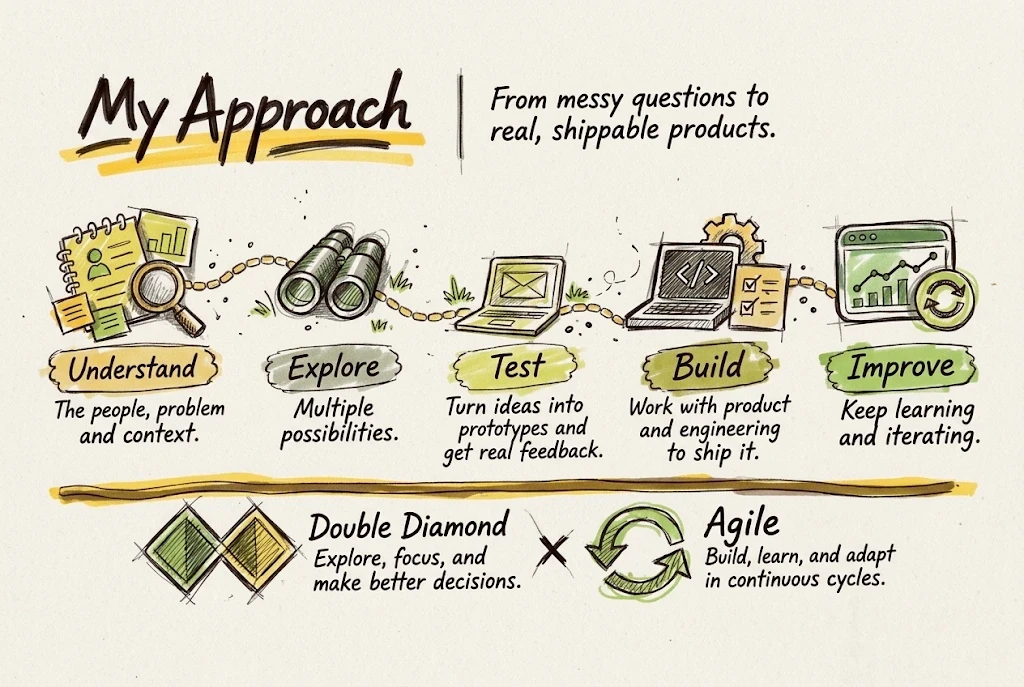 My Approach
From messy questions to
real, shippable products.
Understand
The people, problem
and context.
Explore
Multiple
possibilities.
Test
Turn ideas into
prototypes and
get real feedback.
</>
Build
Work with product
and engineering
to ship it.
Improve
Keep learning
and iterating.
Double Diamond
Explore, focus, and
make better decisions.
X
Agile
Build, learn, and adapt
in continuous cycles.